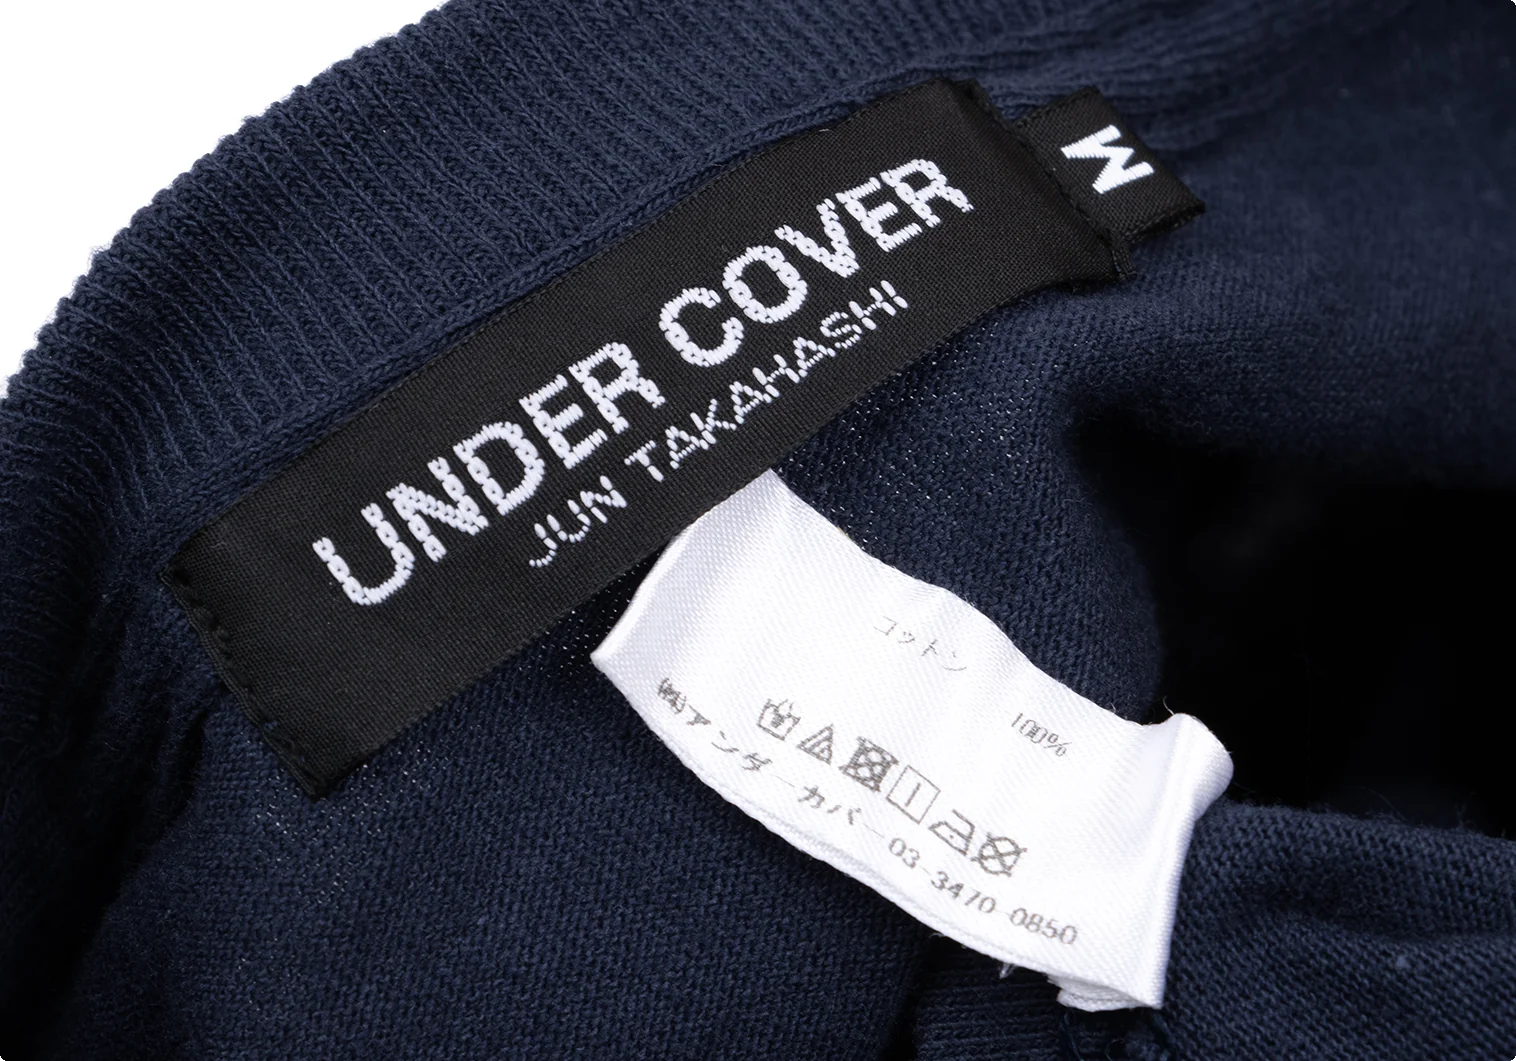 UNDER COVER
JUN TAKAHASHI
M
コットン 100%
㈱アンダーカバー 03-3470-0850